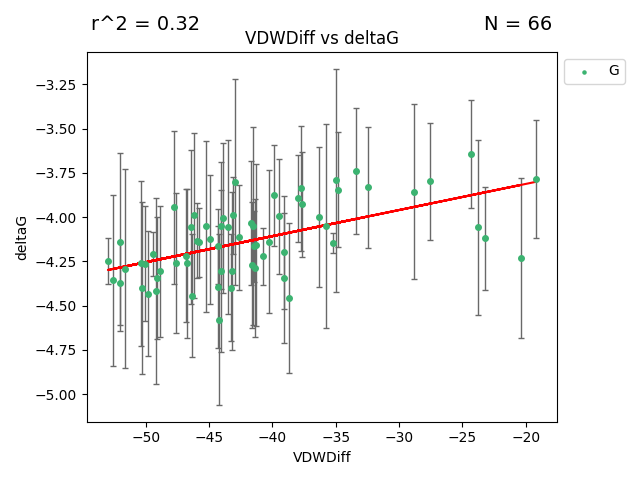 r^2 = 0.32
N = 66
VDWDiff vs deltaG
G
−3.25
−3.50
−3.75
−4.00
−4.25
−4.50
−4.75
−5.00
deltaG
−50
−45
−40
−35
−30
−25
−20
VDWDiff